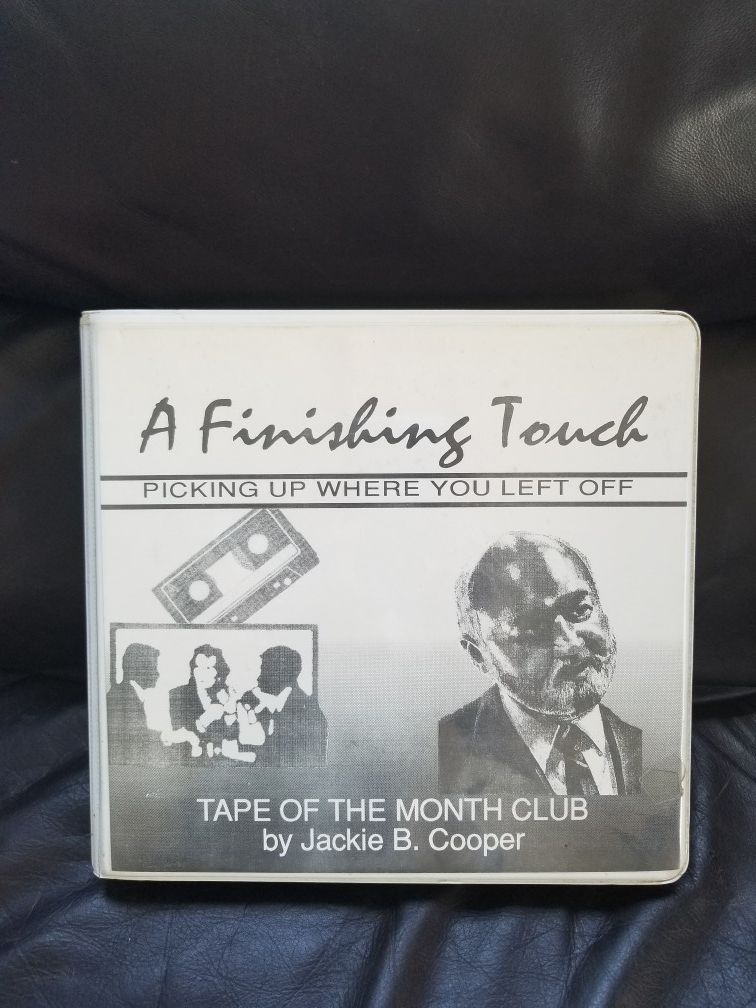 A Finishing Touch
PICKING UP WHERE YOU LEFT OFF
TAPE OF THE MONTH CLUB
by Jackie B. Cooper